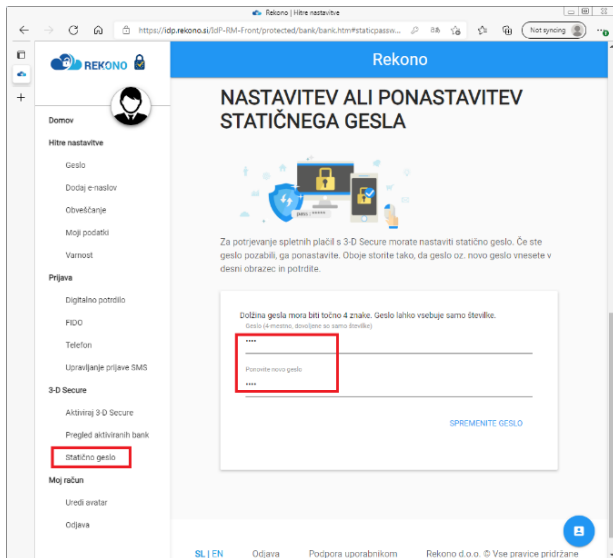 Rekono | Hitre nastavitve
https://idp.rekono.si/IdP-RM-Front/protected/bank/bank.htm#staticpassw...
Not syncing
REKONO
Rekono
Domov
Hitre nastavitve
Geslo
Dodaj e-naslov
Obveščanje
Moji podatki
Varnost
Prijava
Digitalno potrdilo
FIDO
Telefon
Upravljanje prijave SMS
3-D Secure
Aktiviraj 3-D Secure
Pregled aktiviranih bank
Statično geslo
Moj račun
Uredi avatar
Odjava
NASTAVITEV ALI PONASTAVITEV
STATIČNEGA GESLA
Za potrjevanje spletnih plačil s 3-D Secure morate nastaviti statično geslo. Če ste
geslo pozabili, ga ponastavite. Oboje storite tako, da geslo oz. novo geslo vnesete v
desni obrazec in potrdite.
Dolžina gesla mora biti točno 4 znake. Geslo lahko vsebuje samo številke.
Geslo (4-mestno, dovoljene so samo številke)
••••
Ponovite novo geslo
••••
SPREMENITE GESLO
SL | EN
Odjava
Podpora uporabnikom
Rekono d.o.o. © Vse pravice pridržane